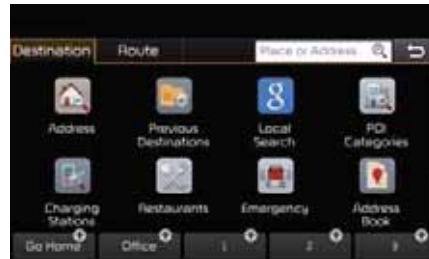 Destination Route Place or Address
Address Previous Destinations Local Search POI Categories
Charging Stations Restaurants Emergency Address Book
Go Home Office 1 2 3